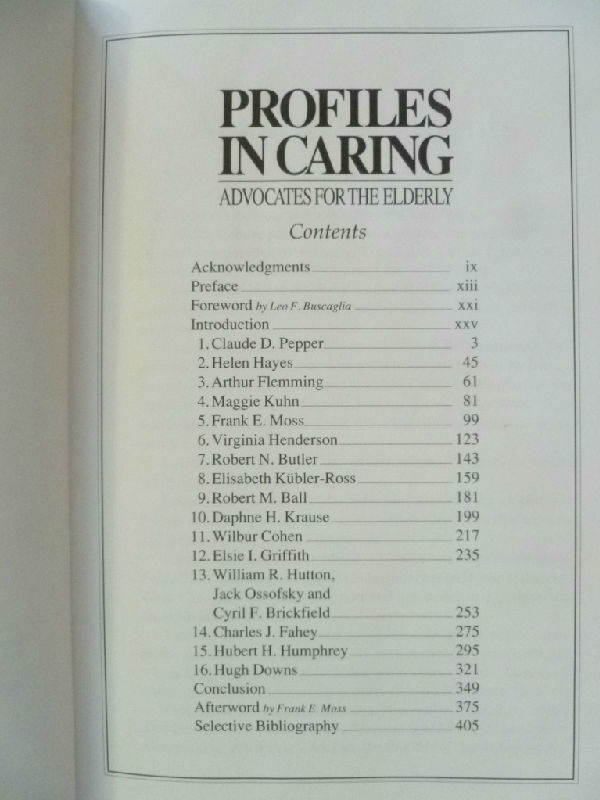 PROFILES
IN CARING
ADVOCATES FOR THE ELDERLY
Contents
Acknowledgments ix
Preface xiii
Foreword by Leo F. Buscaglia xxi
Introduction xxv
1. Claude D. Pepper 3
2. Helen Hayes 45
3. Arthur Flemming 61
4. Maggie Kuhn 81
5. Frank E. Moss 99
6. Virginia Henderson 123
7. Robert N. Butler 143
8. Elisabeth Kübler-Ross 159
9. Robert M. Ball 181
10. Daphne H. Krause 199
11. Wilbur Cohen 217
12. Elsie I. Griffith 235
13. William R. Hutton,
Jack Ossofsky and
Cyril F. Brickfield 253
14. Charles J. Fahey 275
15. Hubert H. Humphrey 295
16. Hugh Downs 321
Conclusion 349
Afterword by Frank E. Moss 375
Selective Bibliography 405